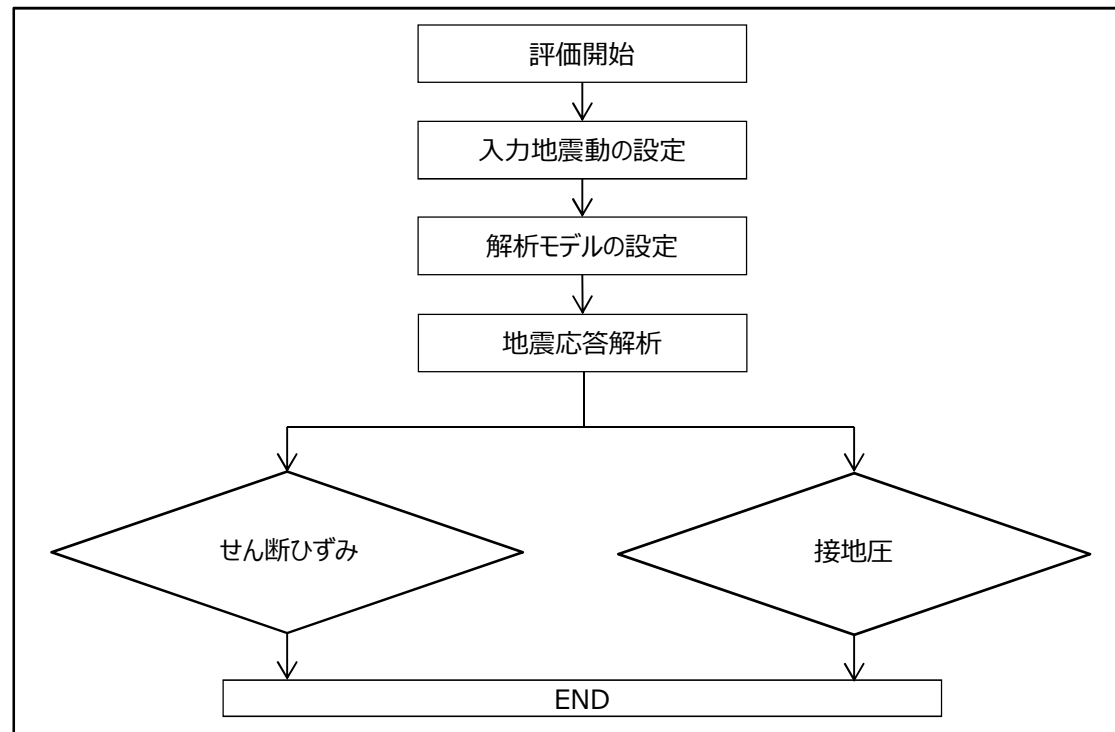 評価開始
入力地震動の設定
解析モデルの設定
地震応答解析
せん断ひずみ
接地圧
END